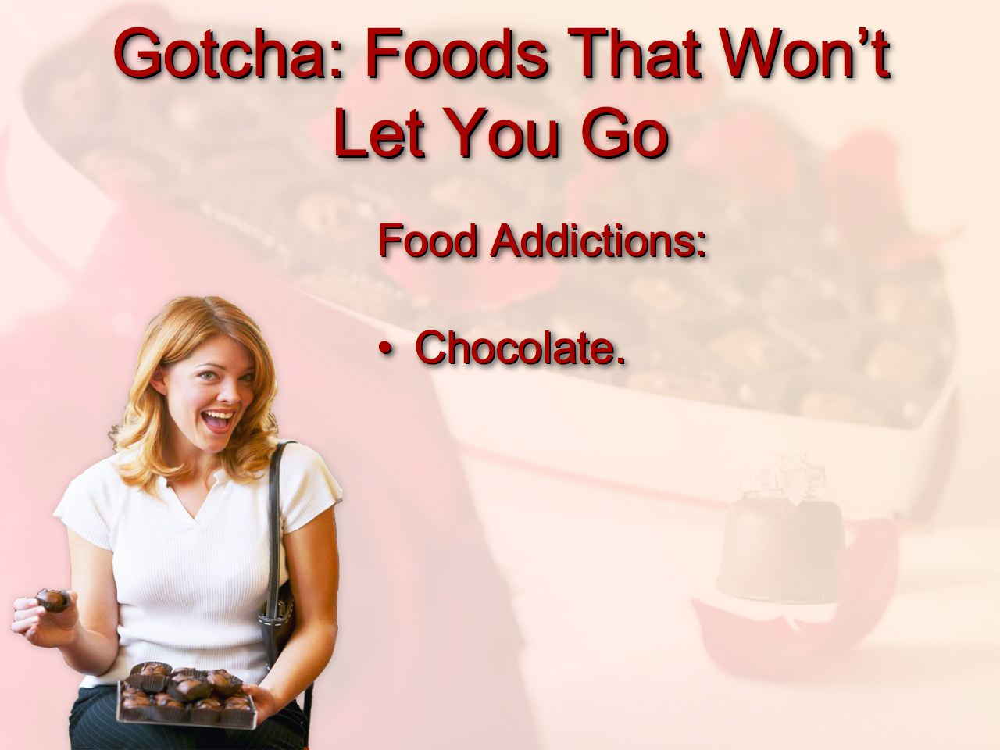 Gotcha: Foods That Won’t
Let You Go
Food Addictions:
• Chocolate.